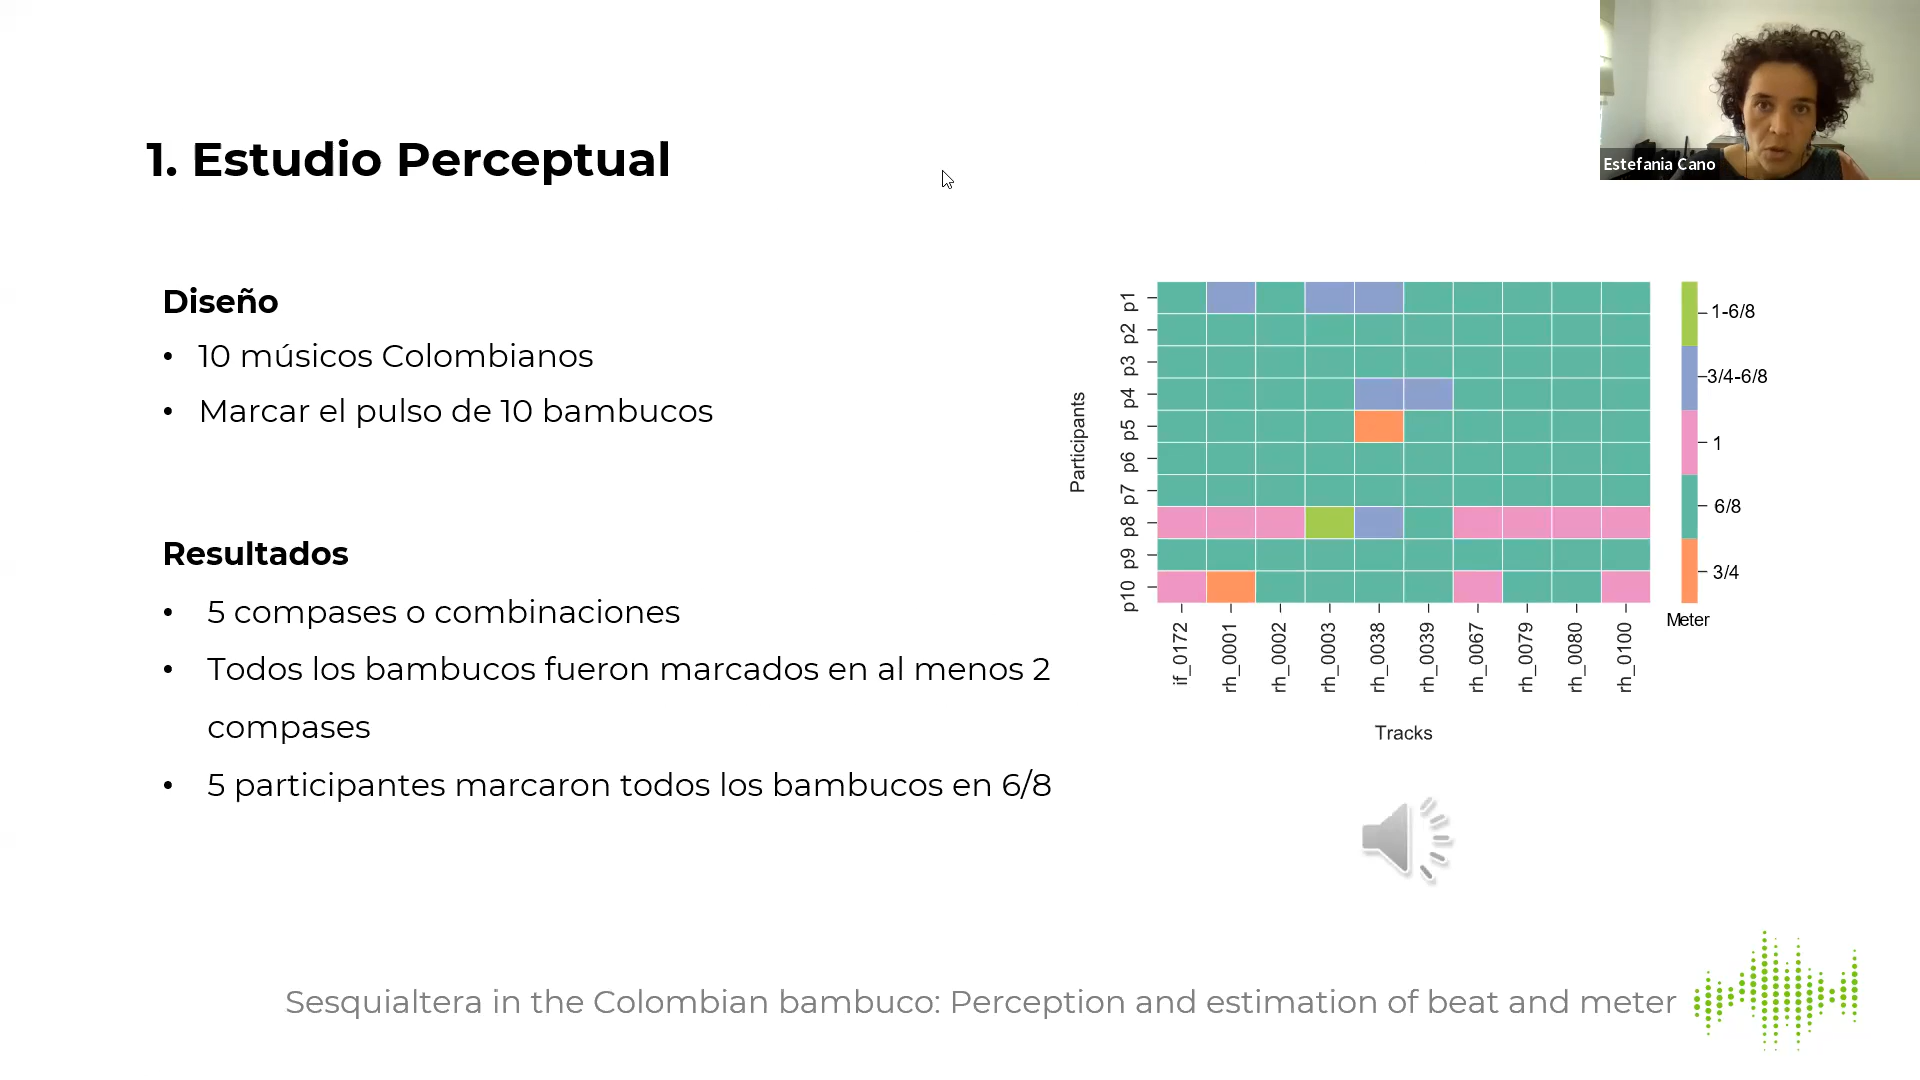 Estefania Cano
1. Estudio Perceptual
Diseño
• 10 músicos Colombianos
• Marcar el pulso de 10 bambucos
Resultados
• 5 compases o combinaciones
• Todos los bambucos fueron marcados en al menos 2
compases
• 5 participantes marcaron todos los bambucos en 6/8
Participants
p1
p2
p3
p4
p5
p6
p7
p8
p9
p10
if_0172
rh_0001
rh_0002
rh_0003
rh_0038
rh_0039
rh_0067
rh_0079
rh_0080
rh_0100
Tracks
1-6/8
3/4-6/8
1
6/8
3/4
Meter
Sesquialtera in the Colombian bambuco: Perception and estimation of beat and meter